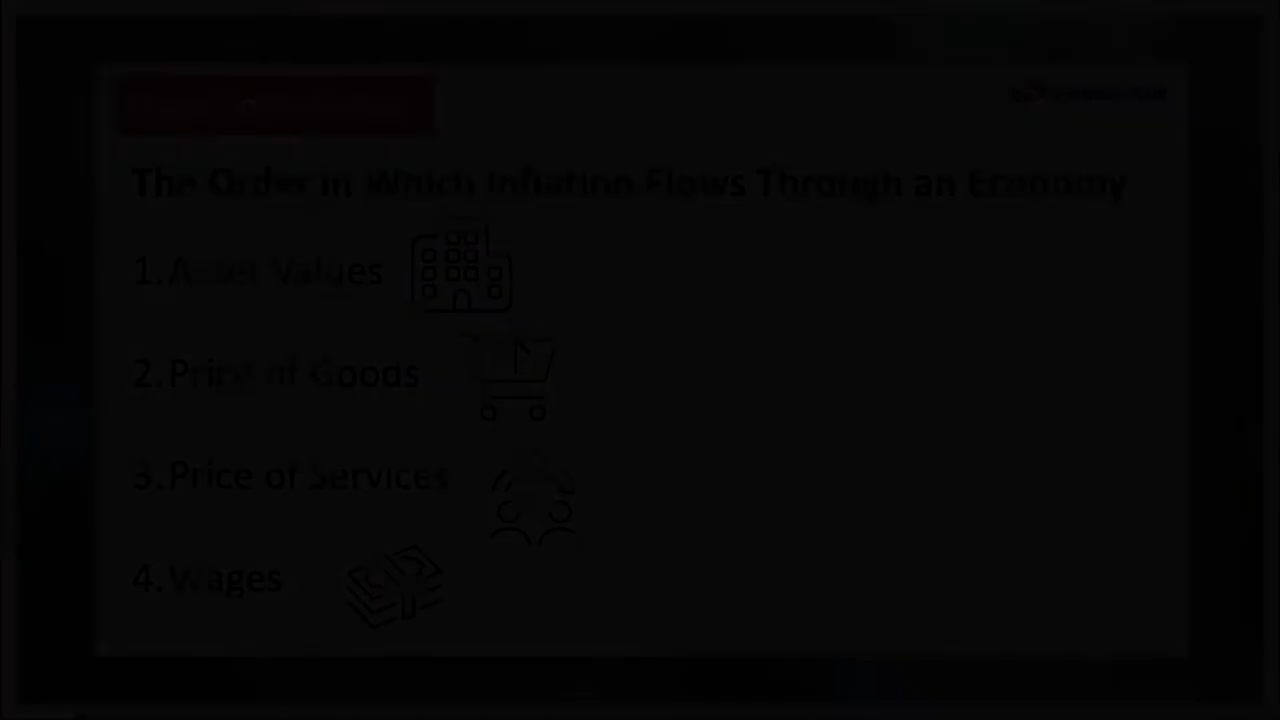 The Order in Which Inflation Flows Through an Economy
1. Asset Values
2. Price of Goods
3. Price of Services
4. Wages